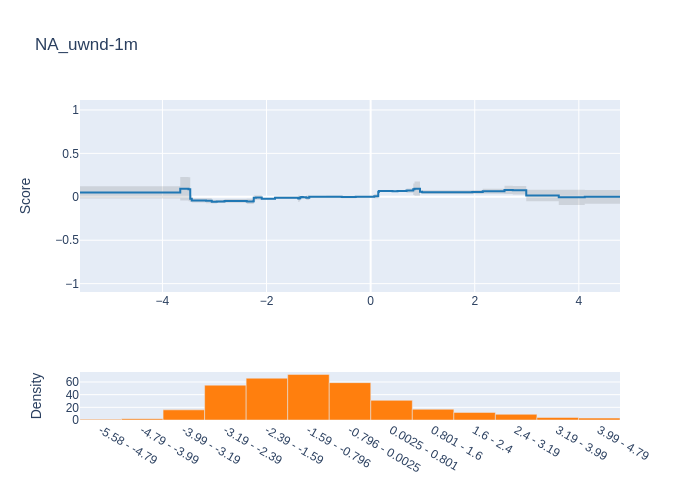 NA_uwnd-1m
1
0.5
0
−0.5
−1
Score
−4
−2
0
2
4
60
40
20
0
Density
-5.58 - -4.79
-4.79 - -3.99
-3.99 - -3.19
-3.19 - -2.39
-2.39 - -1.59
-1.59 - -0.796
-0.796 - 0.0025
0.0025 - 0.801
0.801 - 1.6
1.6 - 2.4
2.4 - 3.19
3.19 - 3.99
3.99 - 4.79